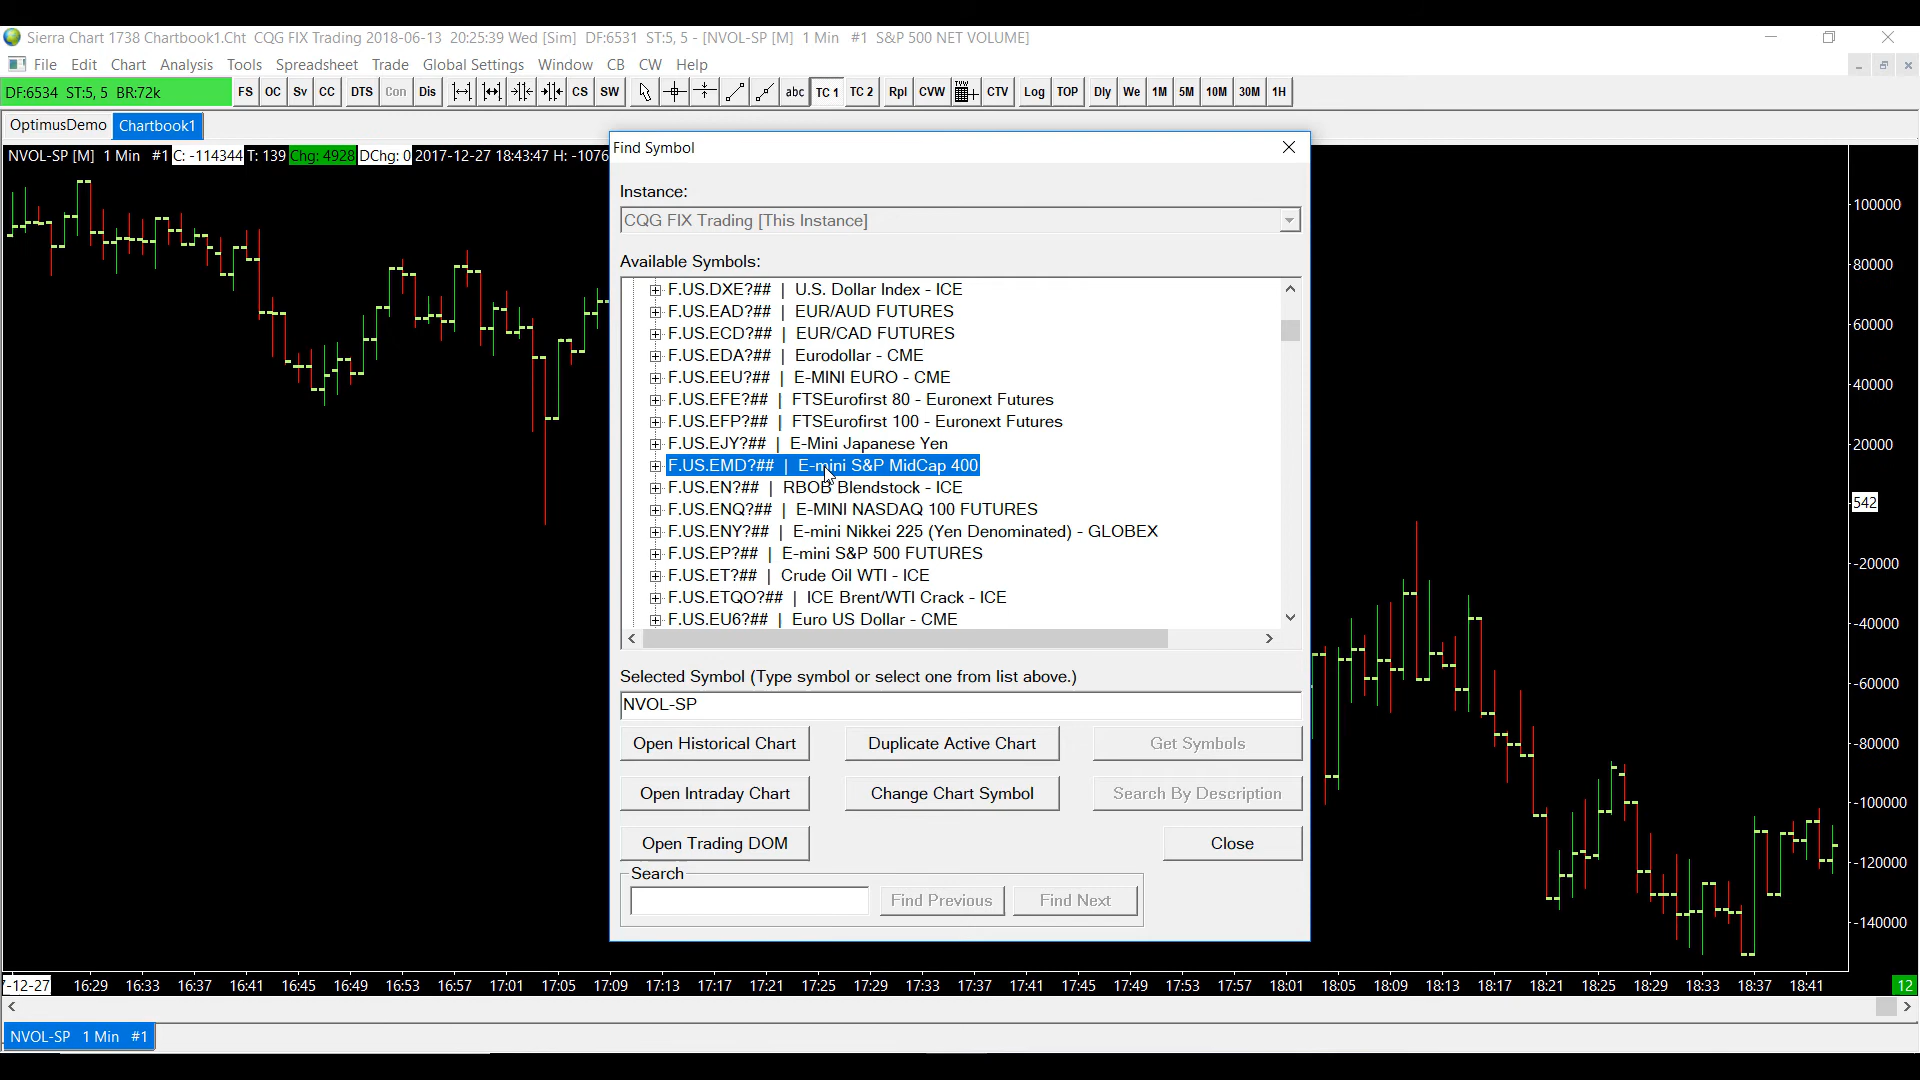 Sierra Chart 1738 Chartbook1.Cht CQG FIX Trading 2018-06-13 20:25:39 Wed [Sim] DF:6531 ST:5, 5 - [NVOL-SP [M] 1 Min #1 S&P 500 NET VOLUME]
File Edit Chart Analysis Tools Spreadsheet Trade Global Settings Window CB CW Help
DF:6534 ST:5, 5 BR:72k FS OC Sv CC DTS Con Dis CS SW abc TC 1 TC 2 Rpl CVW CTV Log TOP Dly We 1M 5M 10M 30M 1H
OptimusDemo Chartbook1
NVOL-SP [M] 1 Min #1 C: -114344 T: 139 Chg: 4928 DChg: 0 2017-12-27 18:43:47 H: -1076
Find Symbol
Instance:
CQG FIX Trading [This Instance]
Available Symbols:
F.US.DXE?## | U.S. Dollar Index - ICE
F.US.EAD?## | EUR/AUD FUTURES
F.US.ECD?## | EUR/CAD FUTURES
F.US.EDA?## | Eurodollar - CME
F.US.EEU?## | E-MINI EURO - CME
F.US.EFE?## | FTSEurofirst 80 - Euronext Futures
F.US.EFP?## | FTSEurofirst 100 - Euronext Futures
F.US.EJY?## | E-Mini Japanese Yen
F.US.EMD?## | E-mini S&P MidCap 400
F.US.EN?## | RBOB Blendstock - ICE
F.US.ENQ?## | E-MINI NASDAQ 100 FUTURES
F.US.ENY?## | E-mini Nikkei 225 (Yen Denominated) - GLOBEX
F.US.EP?## | E-mini S&P 500 FUTURES
F.US.ET?## | Crude Oil WTI - ICE
F.US.ETQO?## | ICE Brent/WTI Crack - ICE
F.US.EU6?## | Euro US Dollar - CME
Selected Symbol (Type symbol or select one from list above.)
NVOL-SP
Open Historical Chart Duplicate Active Chart Get Symbols
Open Intraday Chart Change Chart Symbol Search By Description
Open Trading DOM Close
Search
Find Previous Find Next
100000
80000
60000
40000
20000
542
-20000
-40000
-60000
-80000
-100000
-120000
-140000
7-12-27 16:29 16:33 16:37 16:41 16:45 16:49 16:53 16:57 17:01 17:05 17:09 17:13 17:17 17:21 17:25 17:29 17:33 17:37 17:41 17:45 17:49 17:53 17:57 18:01 18:05 18:09 18:13 18:17 18:21 18:25 18:29 18:33 18:37 18:41 12
NVOL-SP 1 Min #1